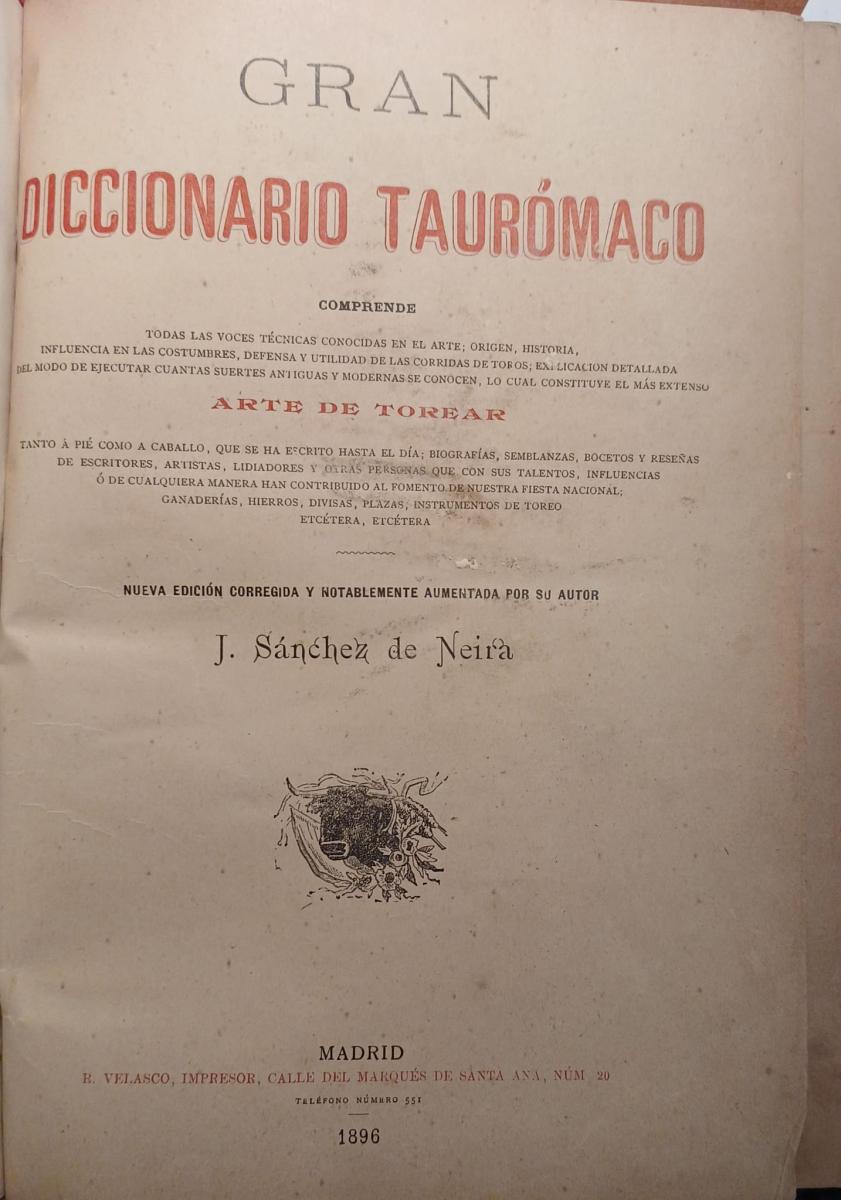 GRAN
DICCIONARIO TAURÓMACO
COMPRENDE
TODAS LAS VOCES TÉCNICAS CONOCIDAS EN EL ARTE; ORIGEN, HISTORIA,
INFLUENCIA EN LAS COSTUMBRES, DEFENSA Y UTILIDAD DE LAS CORRIDAS DE TOROS; EXPLICACION DETALLADA
DEL MODO DE EJECUTAR CUANTAS SUERTES ANTIGUAS Y MODERNAS SE CONOCEN, LO CUAL CONSTITUYE EL MÁS EXTENSO
ARTE DE TOREAR
TANTO Á PIÉ COMO A CABALLO, QUE SE HA ESCRITO HASTA EL DÍA; BIOGRAFÍAS, SEMBLANZAS, BOCETOS Y RESEÑAS
DE ESCRITORES, ARTISTAS, LIDIADORES Y OTRAS PERSONAS QUE CON SUS TALENTOS, INFLUENCIAS
Ó DE CUALQUIERA MANERA HAN CONTRIBUIDO AL FOMENTO DE NUESTRA FIESTA NACIONAL;
GANADERÍAS, HIERROS, DIVISAS, PLAZAS, INSTRUMENTOS DE TOREO
ETCÉTERA, ETCÉTERA
NUEVA EDICIÓN CORREGIDA Y NOTABLEMENTE AUMENTADA POR SU AUTOR
J. Sánchez de Neira
MADRID
R. VELASCO, IMPRESOR, CALLE DEL MARQUÉS DE SANTA ANA, NÚM 20
TELÉFONO NÚMERO 551
1896